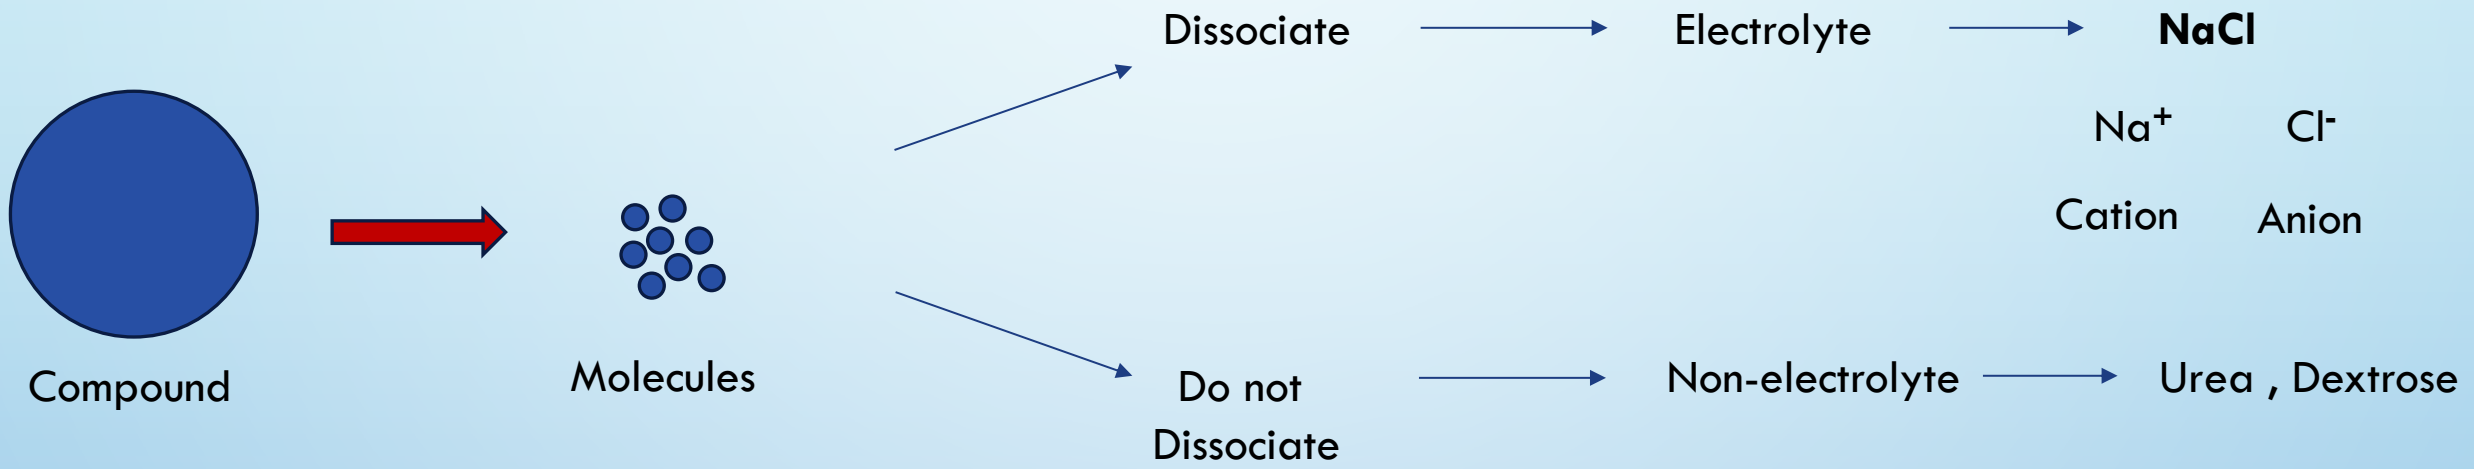 Dissociate
Electrolyte
NaCl
Na⁺
Cl⁻
Cation
Anion
Compound
Molecules
Do not
Dissociate
Non-electrolyte
Urea , Dextrose